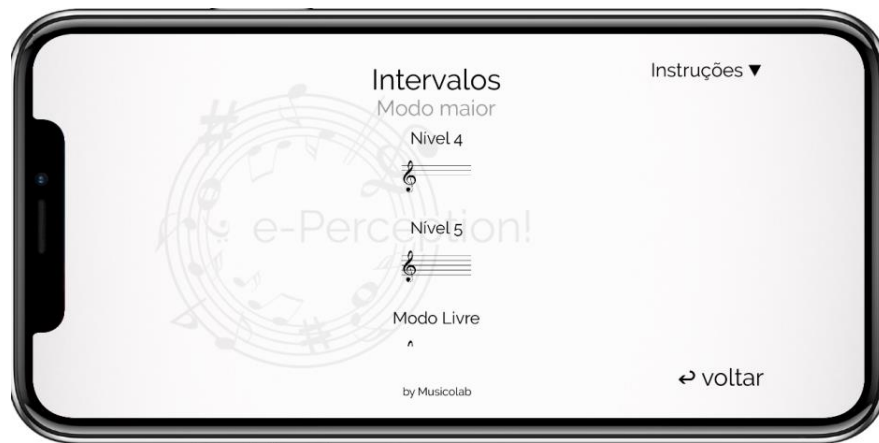 Intervalos
Modo maior
Instruções ▼
Nível 4
e-Perception!
Nível 5
Modo Livre
by Musicolab
↩ voltar